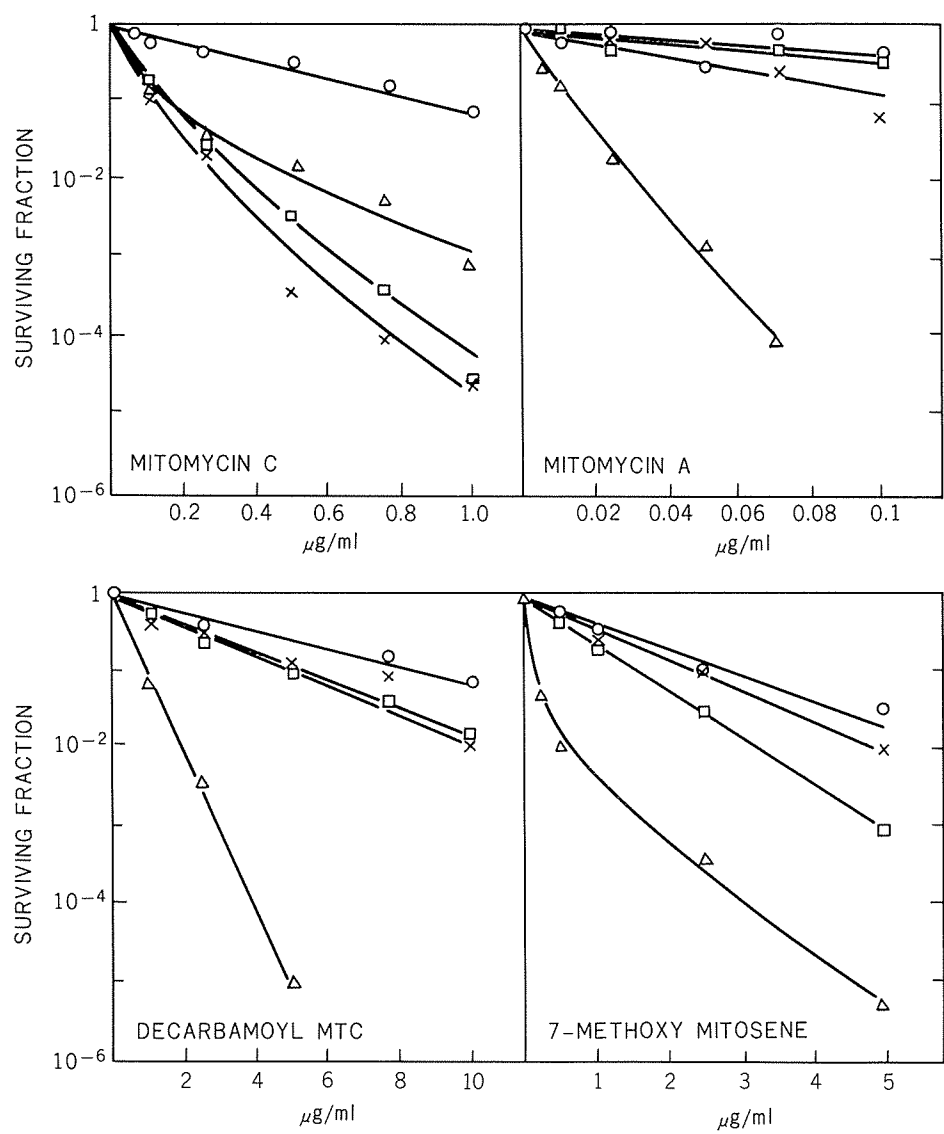 SURVIVING FRACTION
1
10⁻²
10⁻⁴
10⁻⁶
MITOMYCIN C
0.2 0.4 0.6 0.8 1.0
μg/ml
MITOMYCIN A
0.02 0.04 0.06 0.08 0.1
μg/ml
SURVIVING FRACTION
1
10⁻²
10⁻⁴
10⁻⁶
DECARBAMOYL MTC
2 4 6 8 10
μg/ml
7-METHOXY MITOSENE
1 2 3 4 5
μg/ml